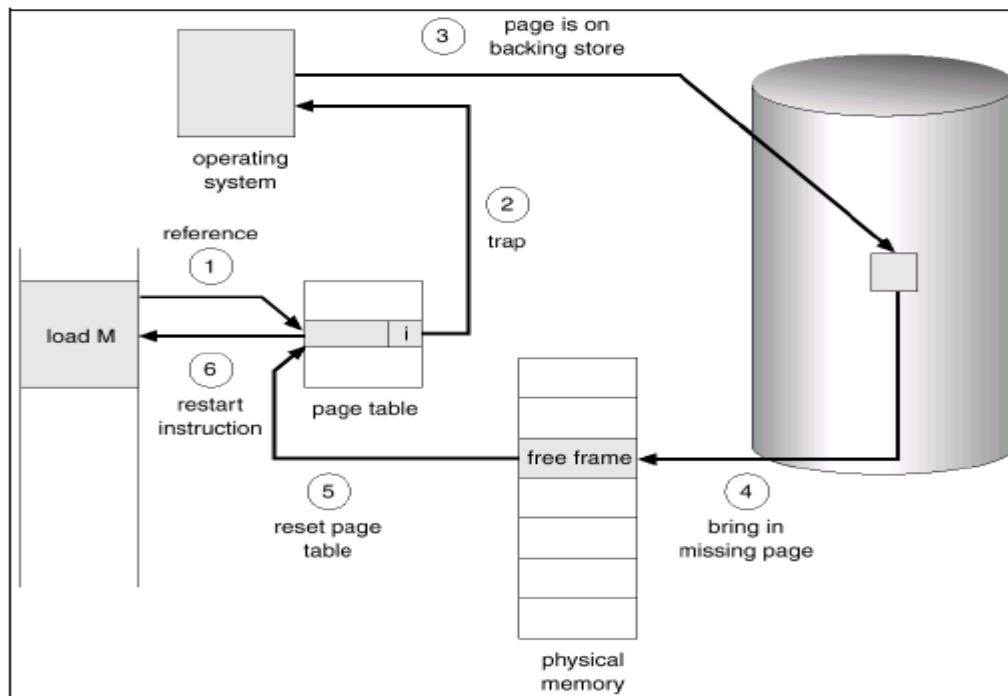 3
page is on
backing store
operating
system
2
trap
reference
1
load M
i
6
restart
instruction
page table
free frame
5
reset page
table
4
bring in
missing page
physical
memory